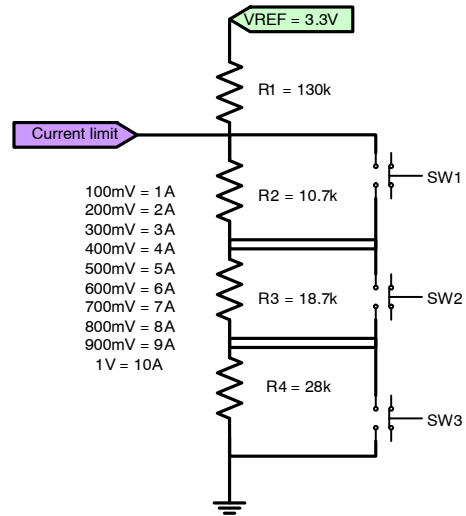 VREF = 3.3V
R1 = 130k
Current limit
SW1
R2 = 10.7k
100mV = 1A
200mV = 2A
300mV = 3A
400mV = 4A
500mV = 5A
600mV = 6A
700mV = 7A
800mV = 8A
900mV = 9A
1V = 10A
R3 = 18.7k
SW2
R4 = 28k
SW3